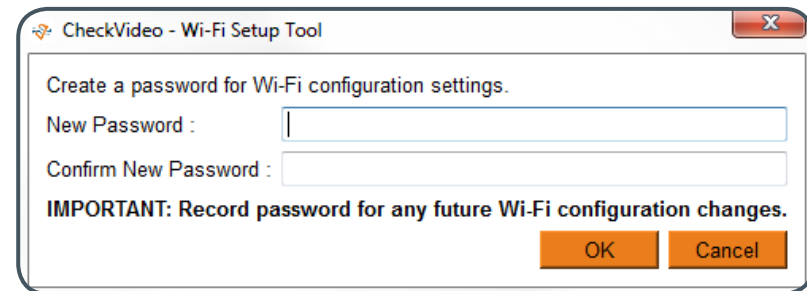 CheckVideo - Wi-Fi Setup Tool
Create a password for Wi-Fi configuration settings.
New Password :
Confirm New Password :
IMPORTANT: Record password for any future Wi-Fi configuration changes.
OK Cancel